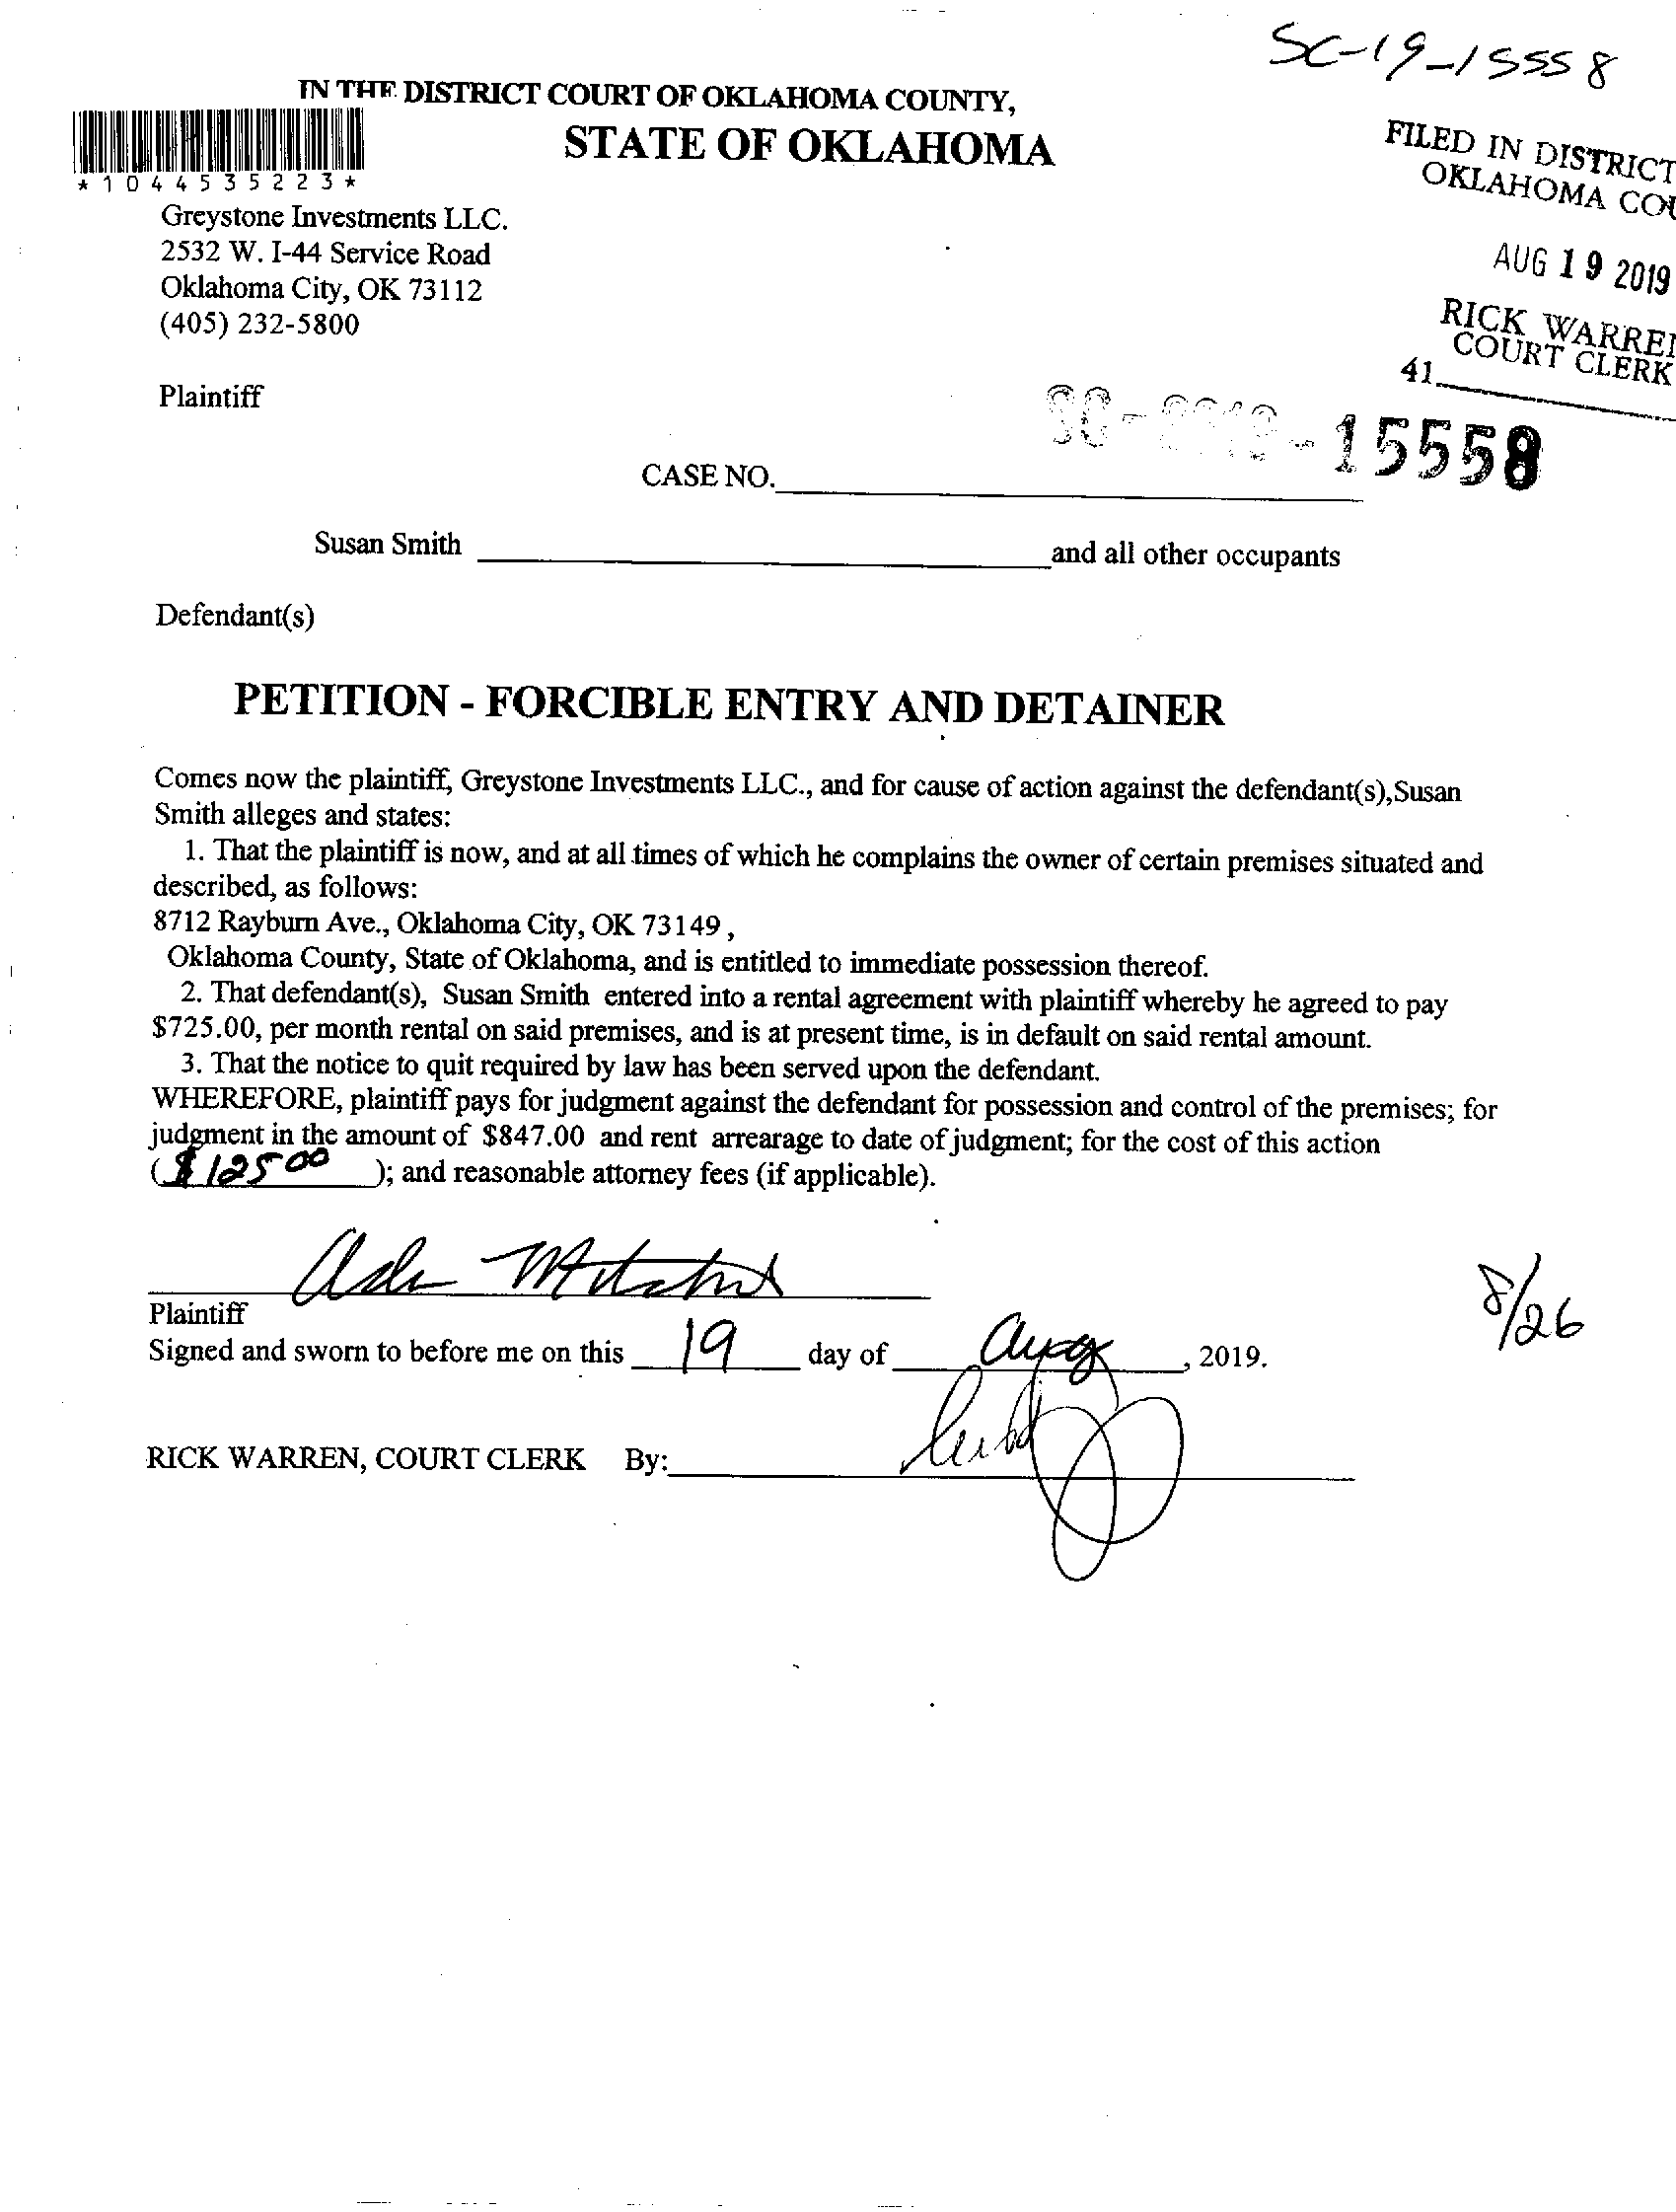 SC-19-15558
IN THE DISTRICT COURT OF OKLAHOMA COUNTY,
STATE OF OKLAHOMA
*1044535223*
FILED IN DISTRICT
OKLAHOMA COU
AUG 19 2019
RICK WARREN
COURT CLERK
41
Greystone Investments LLC.
2532 W. I-44 Service Road
Oklahoma City, OK 73112
(405) 232-5800
Plaintiff
SC-2019-15558
CASE NO.
Susan Smith and all other occupants
Defendant(s)
PETITION - FORCIBLE ENTRY AND DETAINER
Comes now the plaintiff, Greystone Investments LLC., and for cause of action against the defendant(s),Susan
Smith alleges and states:
1. That the plaintiff is now, and at all times of which he complains the owner of certain premises situated and
described, as follows:
8712 Rayburn Ave., Oklahoma City, OK 73149 ,
Oklahoma County, State of Oklahoma, and is entitled to immediate possession thereof.
2. That defendant(s), Susan Smith entered into a rental agreement with plaintiff whereby he agreed to pay
$725.00, per month rental on said premises, and is at present time, is in default on said rental amount.
3. That the notice to quit required by law has been served upon the defendant.
WHEREFORE, plaintiff pays for judgment against the defendant for possession and control of the premises; for
judgment in the amount of $847.00 and rent arrearage to date of judgment; for the cost of this action
($125 00); and reasonable attorney fees (if applicable).
Plaintiff
8/26
Signed and sworn to before me on this 19 day of Aug, 2019.
RICK WARREN, COURT CLERK By: